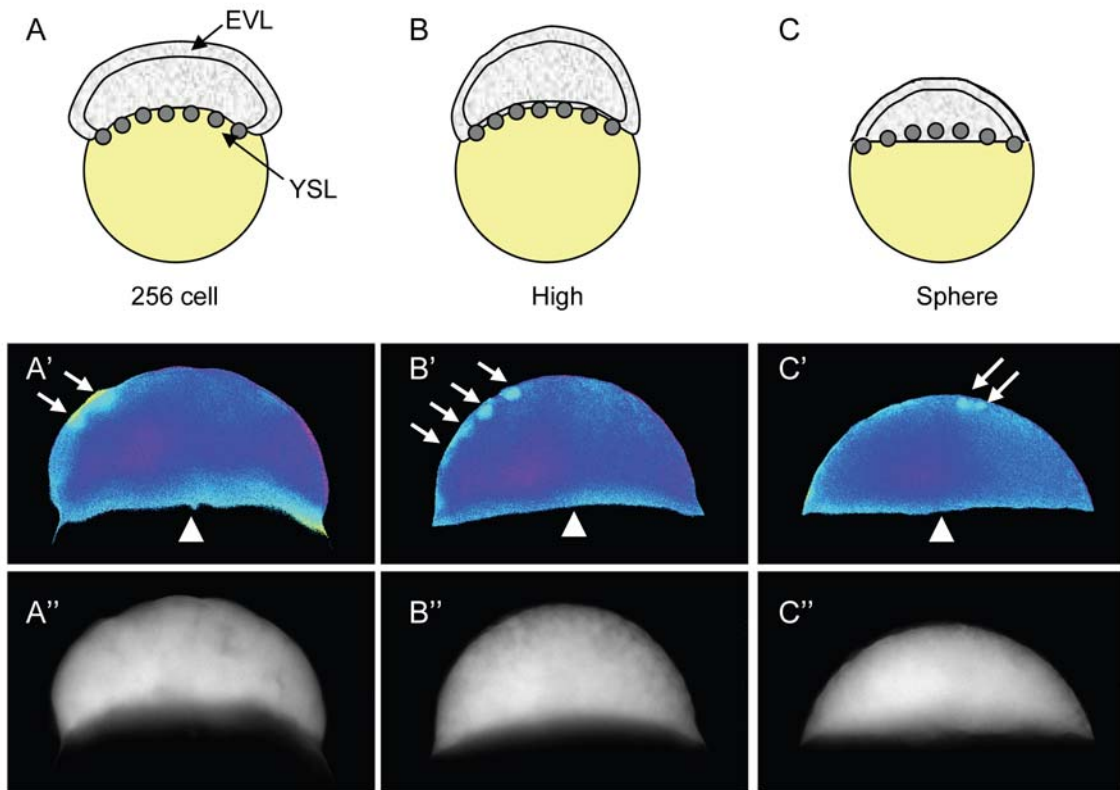 A
EVL
YSL
256 cell
B
High
C
Sphere
A’
B’
C’
A’’
B’’
C’’